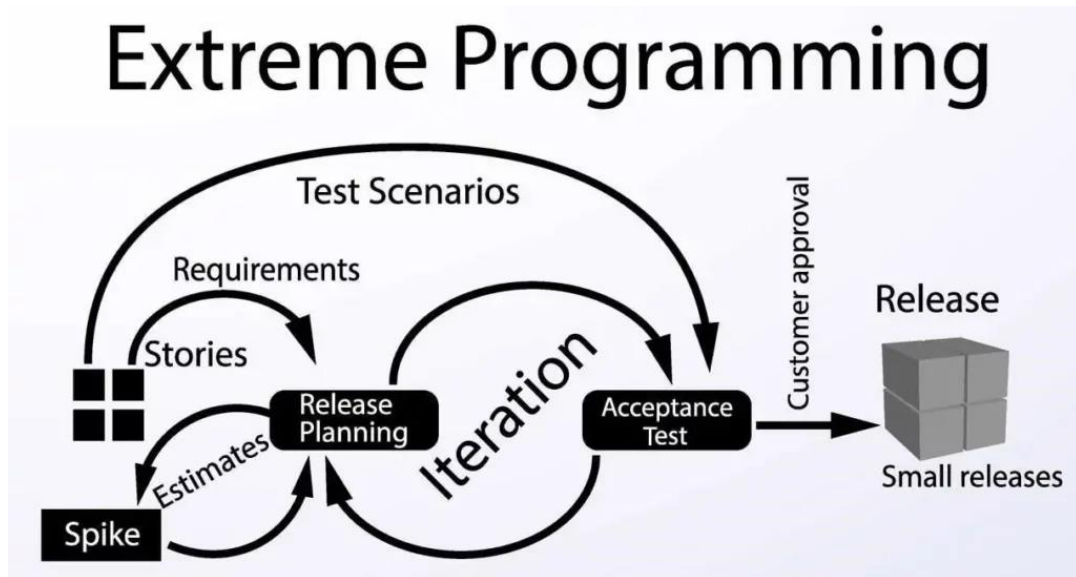 Extreme Programming
Test Scenarios
Requirements
Stories
Customer approval
Release
Release
Planning
Iteration
Acceptance
Test
Estimates
Small releases
Spike